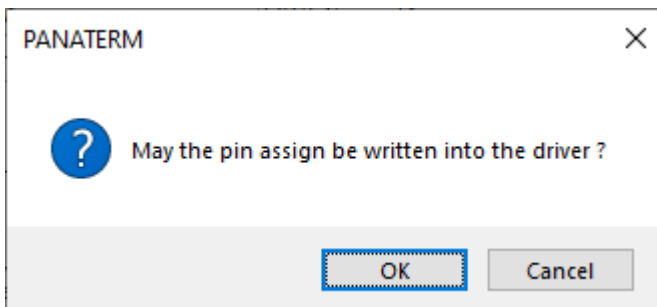 PANATERM
May the pin assign be written into the driver ?
OK
Cancel